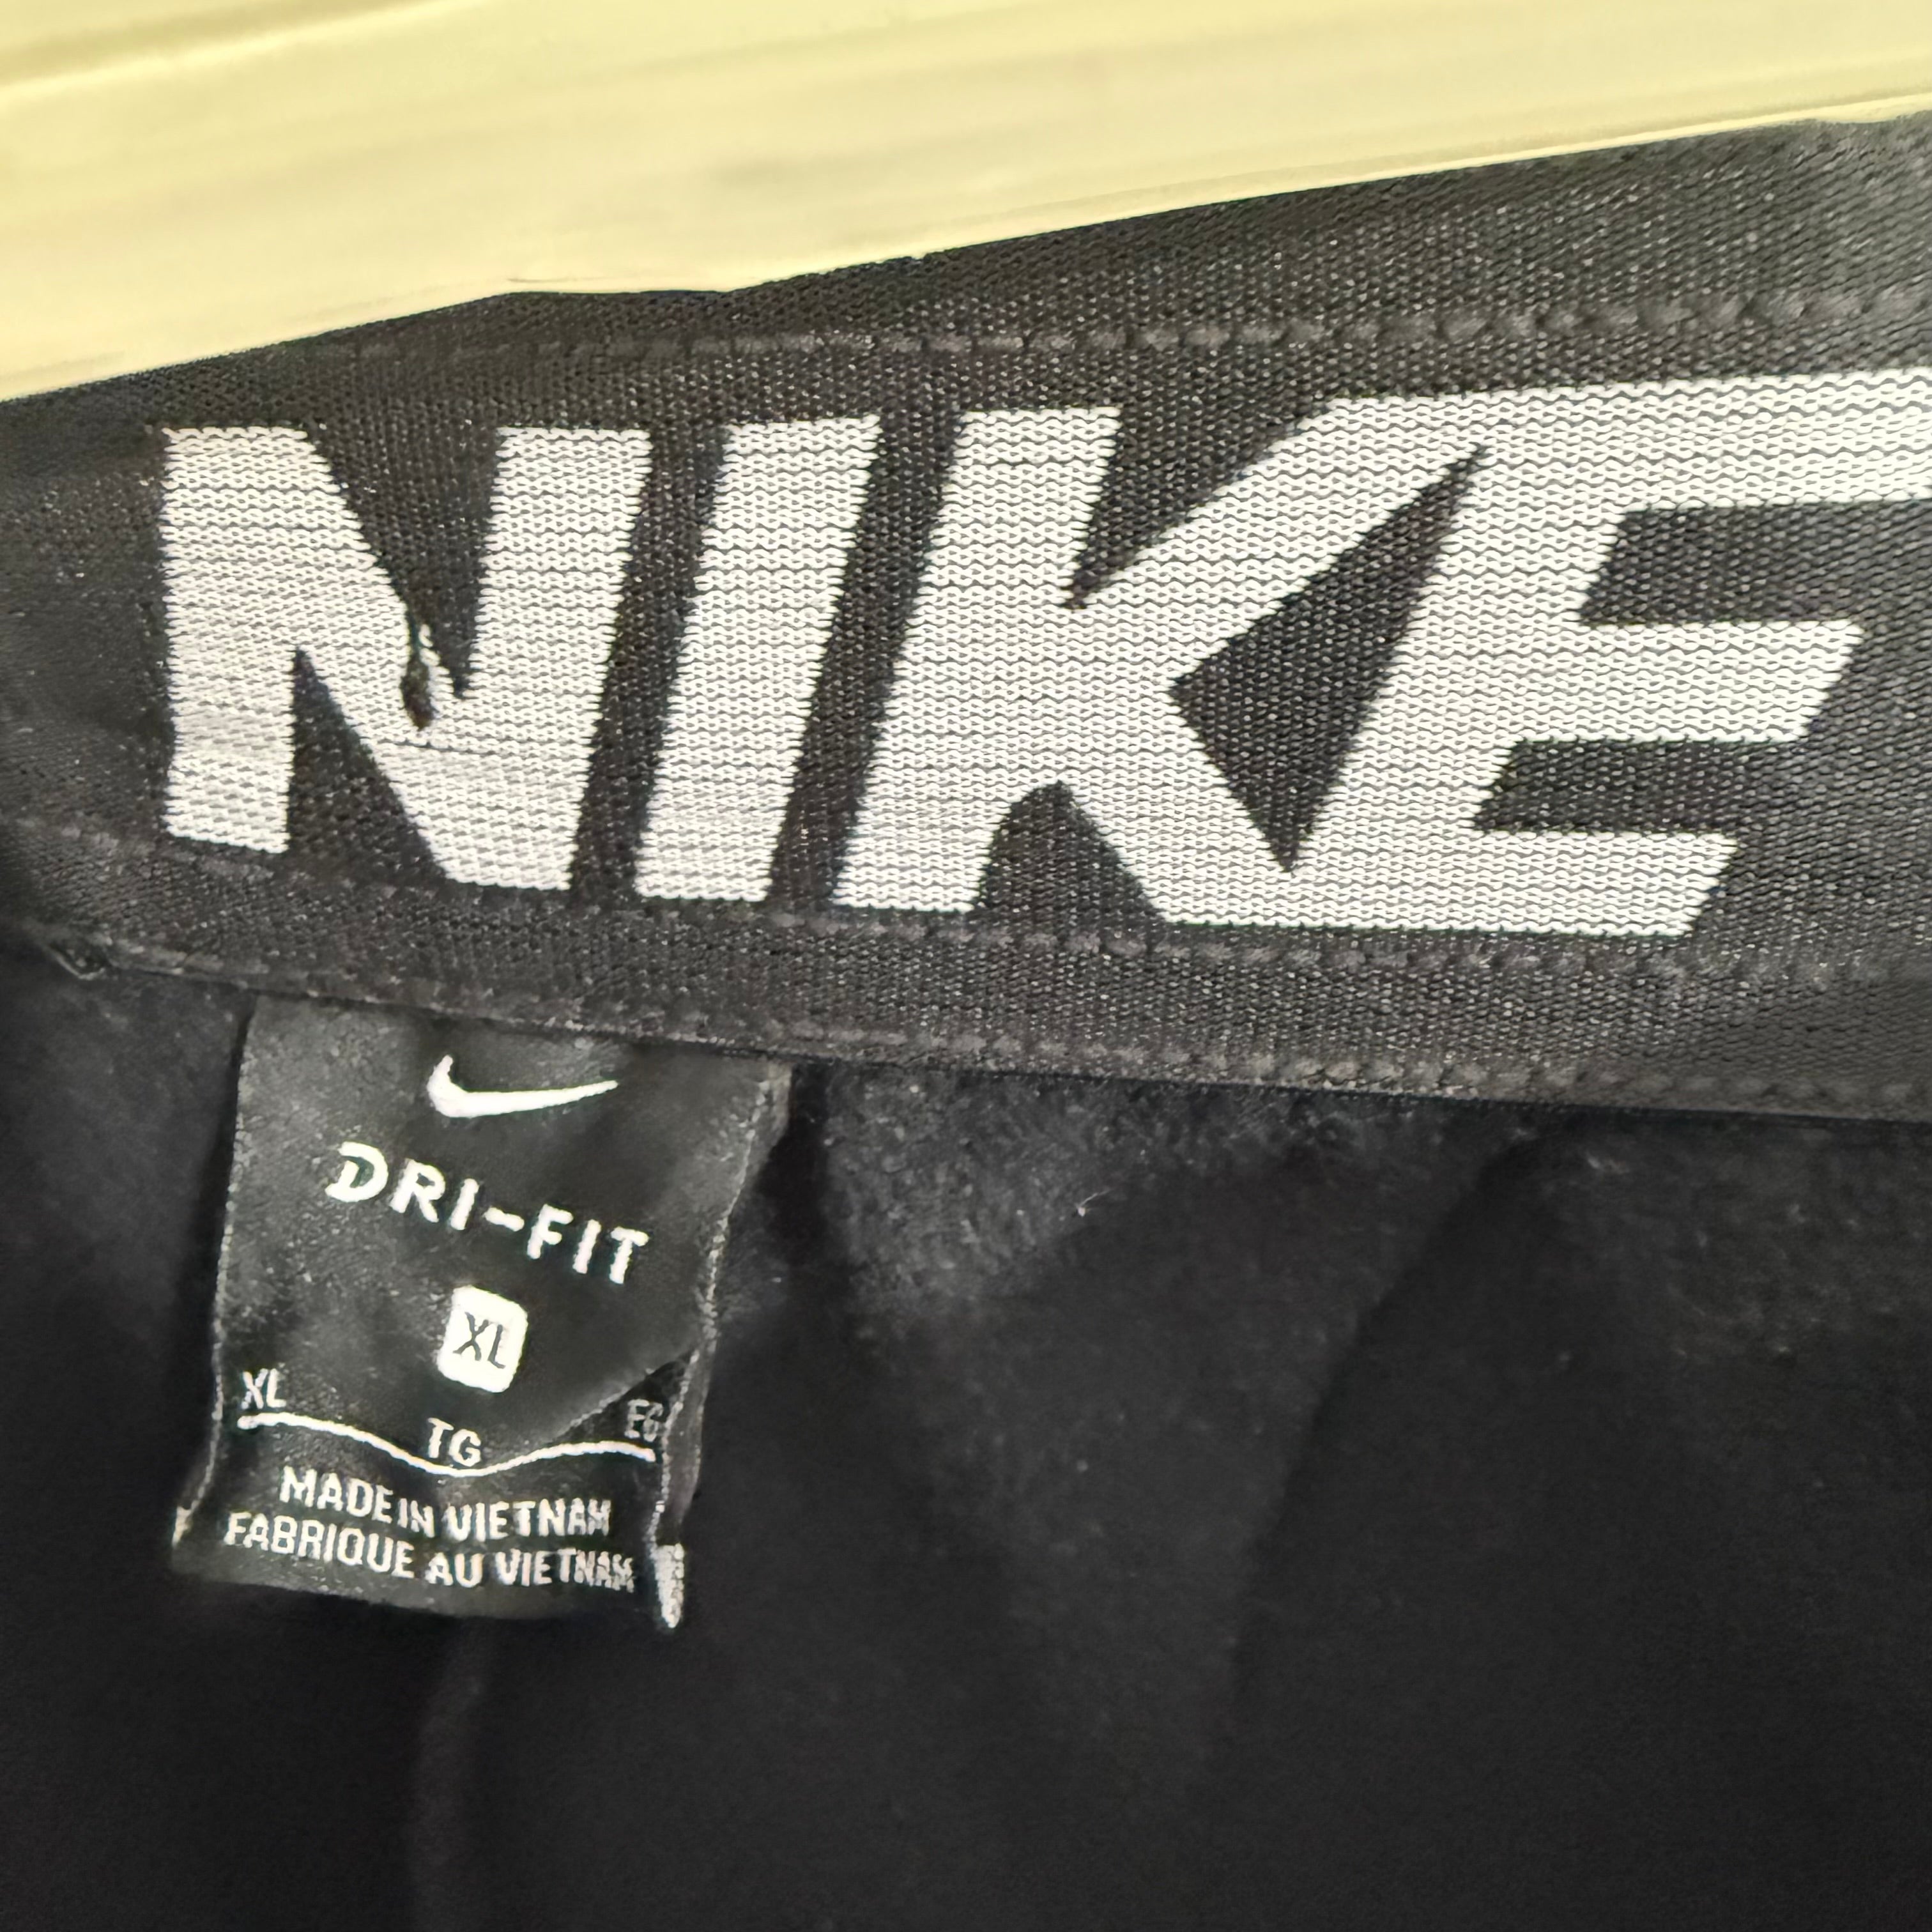 NIKE
DRI-FIT
XL
XL TG EG
MADE IN VIETNAM
FABRIQUE AU VIETNAM